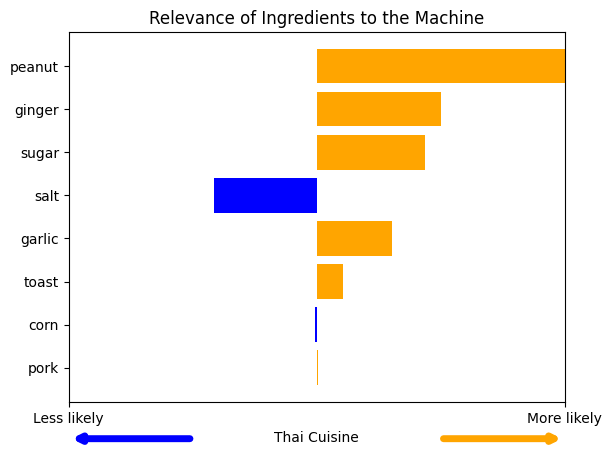 Relevance of Ingredients to the Machine
peanut
ginger
sugar
salt
garlic
toast
corn
pork
Less likely
More likely
Thai Cuisine